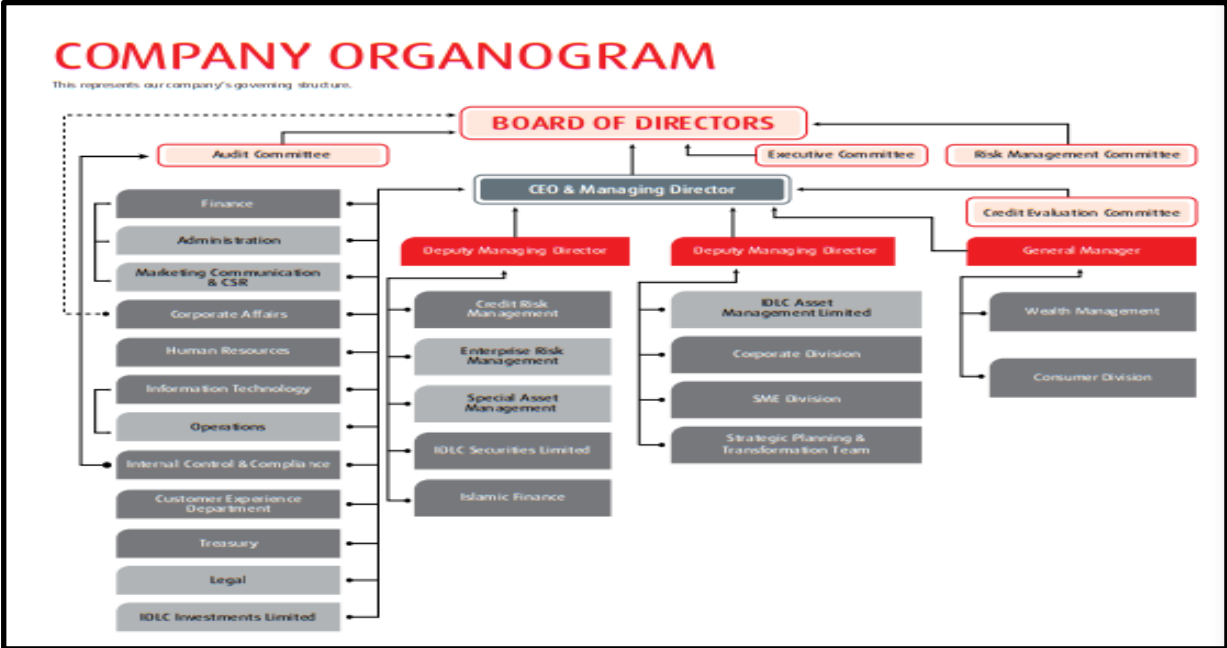 COMPANY ORGANOGRAM
This represents our company's governing structure.
BOARD OF DIRECTORS
Audit Committee
Executive Committee
Risk Management Committee
CEO & Managing Director
Credit Evaluation Committee
Finance
Administration
Marketing Communication
& CSR
Corporate Affairs
Human Resources
Information Technology
Operations
Internal Control & Compliance
Customer Experience
Department
Treasury
Legal
IDLC Investments Limited
Deputy Managing Director
Credit Risk
Management
Enterprise Risk
Management
Special Asset
Management
IDLC Securities Limited
Islamic Finance
Deputy Managing Director
IDLC Asset
Management Limited
Corporate Division
SME Division
Strategic Planning &
Transformation Team
General Manager
Wealth Management
Consumer Division